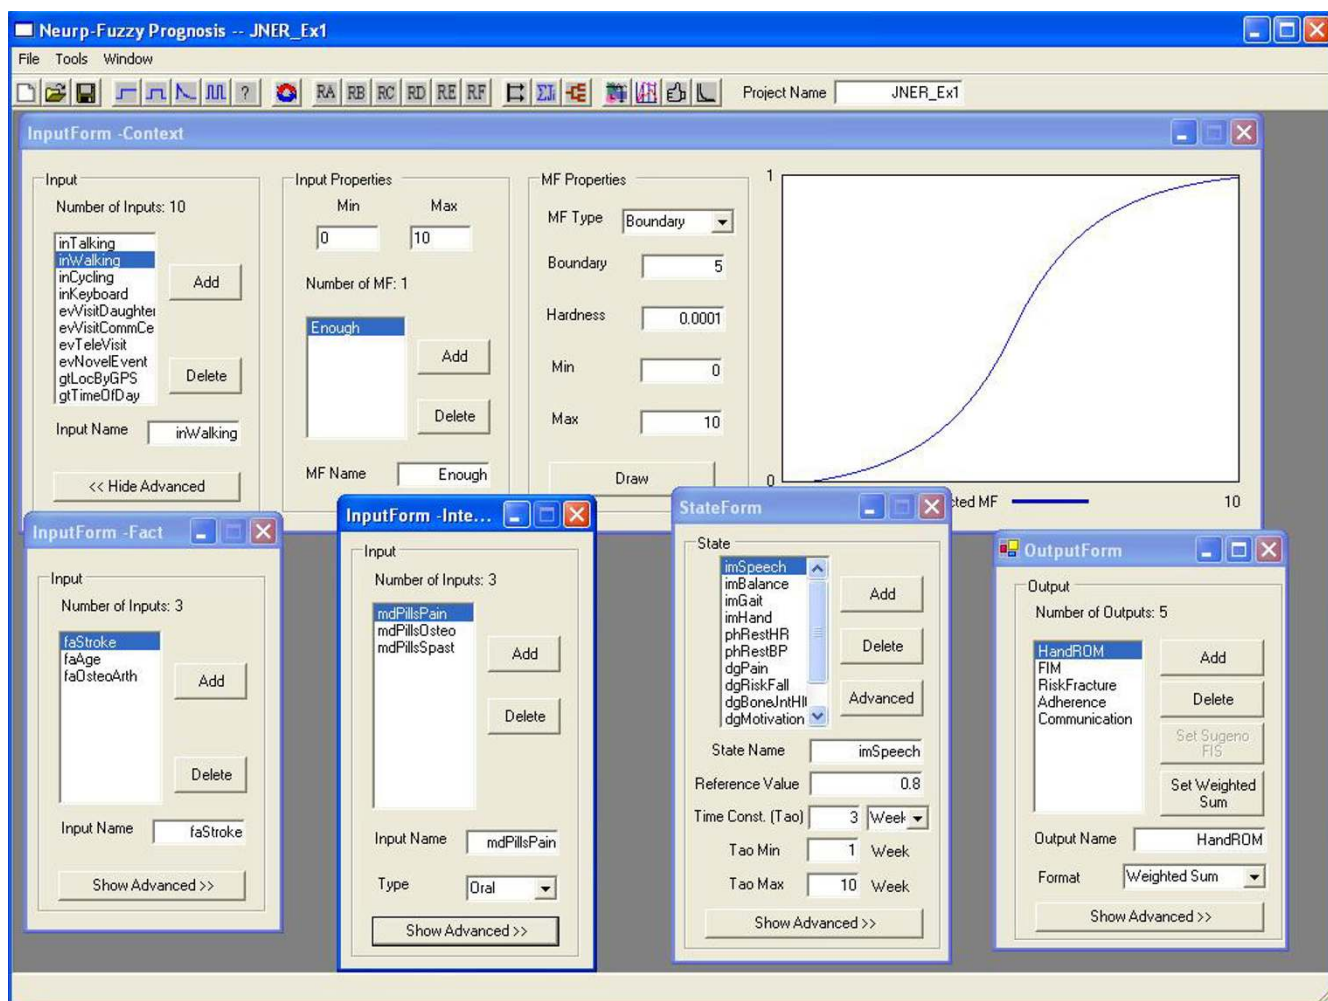 Neurp-Fuzzy Prognosis -- JNER_Ex1
File Tools Window
? RA RB RC RD RE RF Project Name JNER_Ex1
InputForm -Context
Input
Number of Inputs: 10
inTalking
inWalking
inCycling
inKeyboard
evVisitDaughter
evVisitCommCe
evTeleVisit
evNovelEvent
gtLocByGPS
gtTimeOfDay
Add
Delete
Input Name inWalking
<< Hide Advanced
Input Properties
Min Max
0 10
Number of MF: 1
Enough
Add
Delete
MF Name Enough
MF Properties
MF Type Boundary
Boundary 5
Hardness 0.0001
Min 0
Max 10
Draw
1
0
cted MF
10
InputForm -Fact
Input
Number of Inputs: 3
faStroke
faAge
faOsteoArth
Add
Delete
Input Name faStroke
Show Advanced >>
InputForm -Inte...
Input
Number of Inputs: 3
mdPillsPain
mdPillsOsteo
mdPillsSpast
Add
Delete
Input Name mdPillsPain
Type Oral
Show Advanced >>
StateForm
State
imSpeech
imBalance
imGait
imHand
phRestHR
phRestBP
dgPain
dgRiskFall
dgBoneJntHl
dgMotivation
Add
Delete
Advanced
State Name imSpeech
Reference Value 0.8
Time Const. (Tao) 3 Week
Tao Min 1 Week
Tao Max 10 Week
Show Advanced >>
OutputForm
Output
Number of Outputs: 5
HandROM
FIM
RiskFracture
Adherence
Communication
Add
Delete
Set Sugeno
FIS
Set Weighted
Sum
Output Name HandROM
Format Weighted Sum
Show Advanced >>